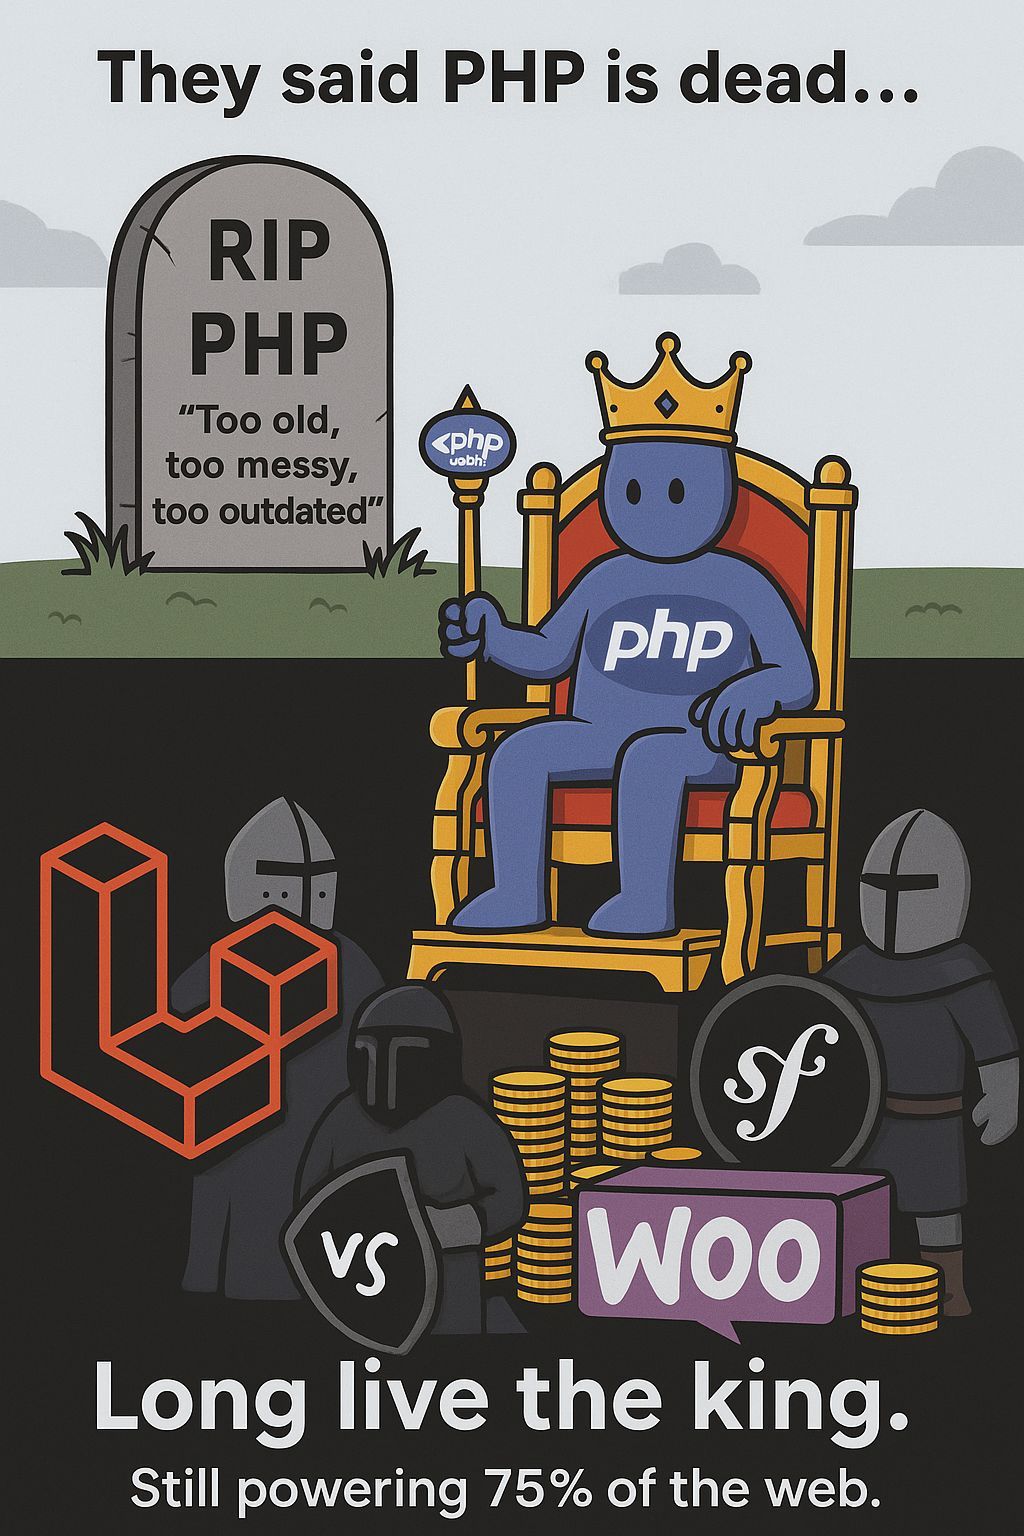 They said PHP is dead...
RIP
PHP
“Too old,
too messy,
too outdated”
<php
php
sf
vs
WOO
Long live the king.
Still powering 75% of the web.